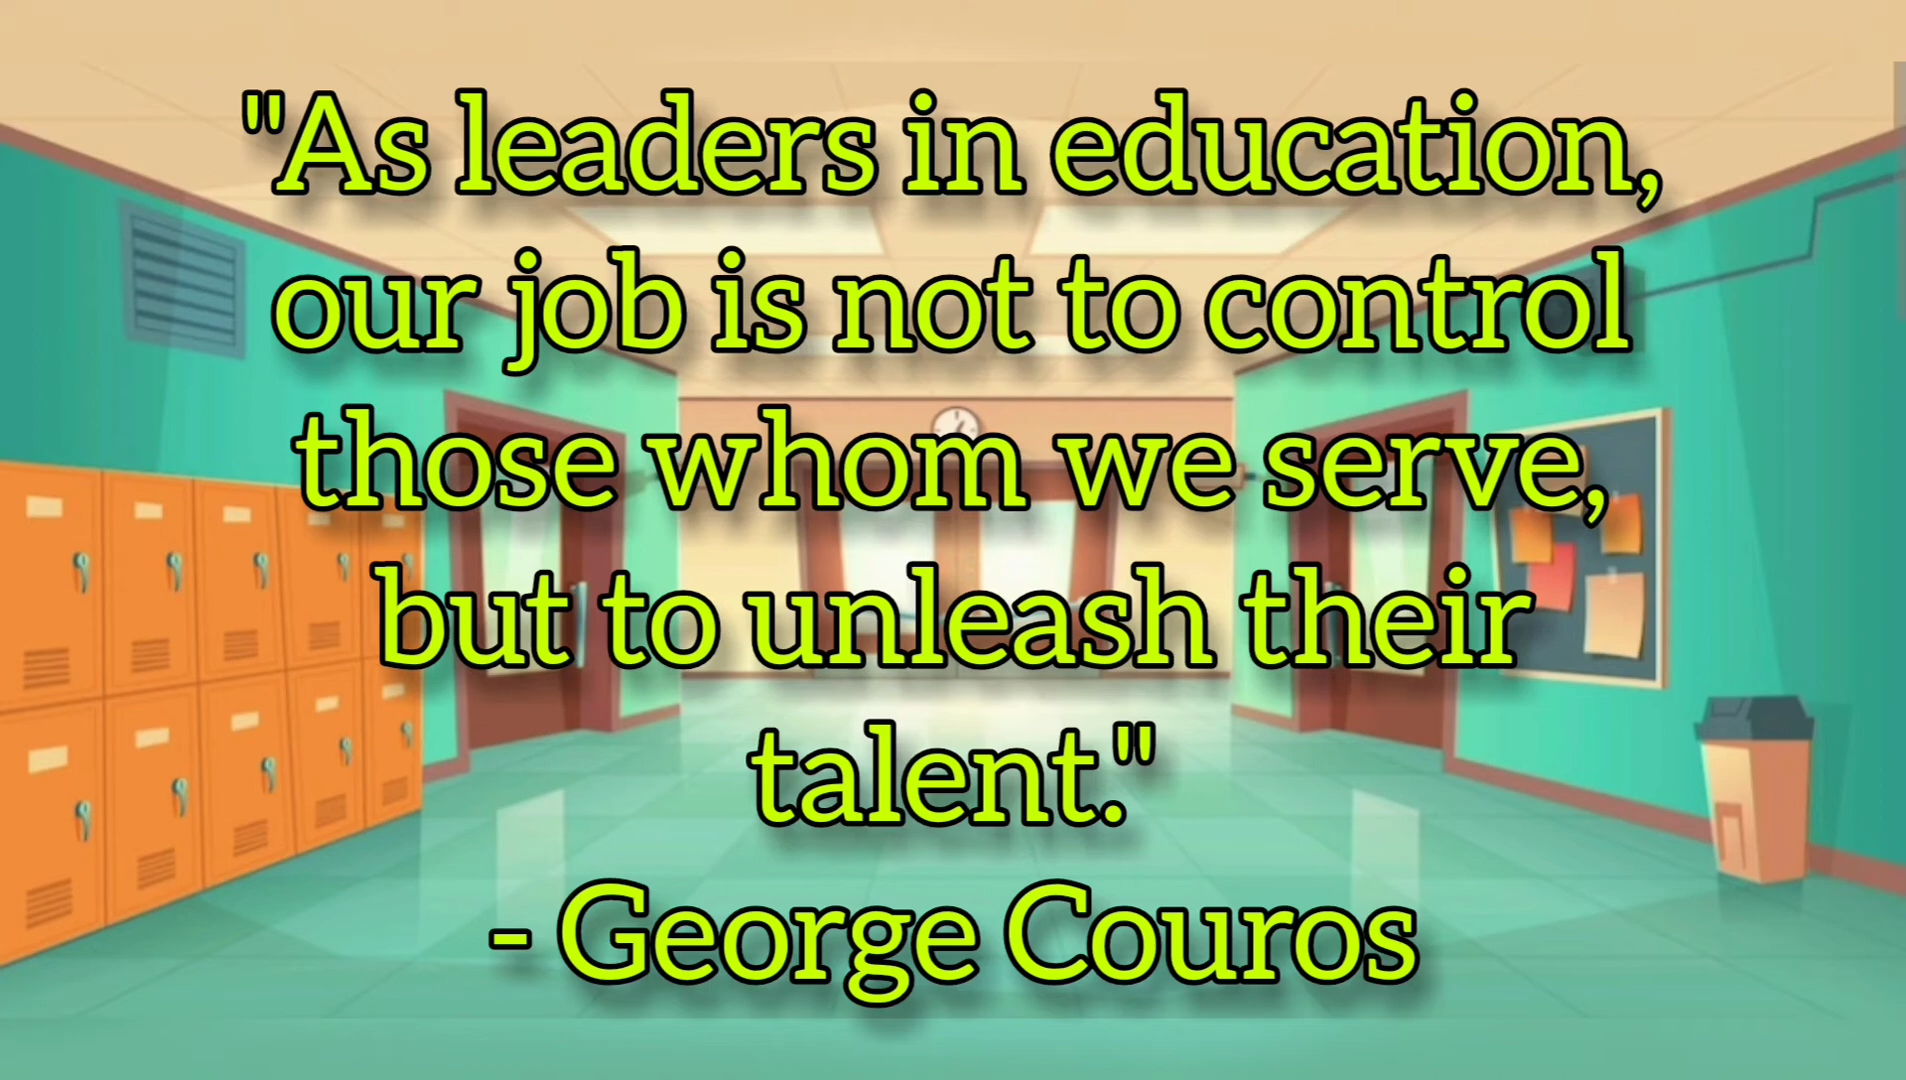 "As leaders in education,
our job is not to control
those whom we serve,
but to unleash their
talent."
- George Couros